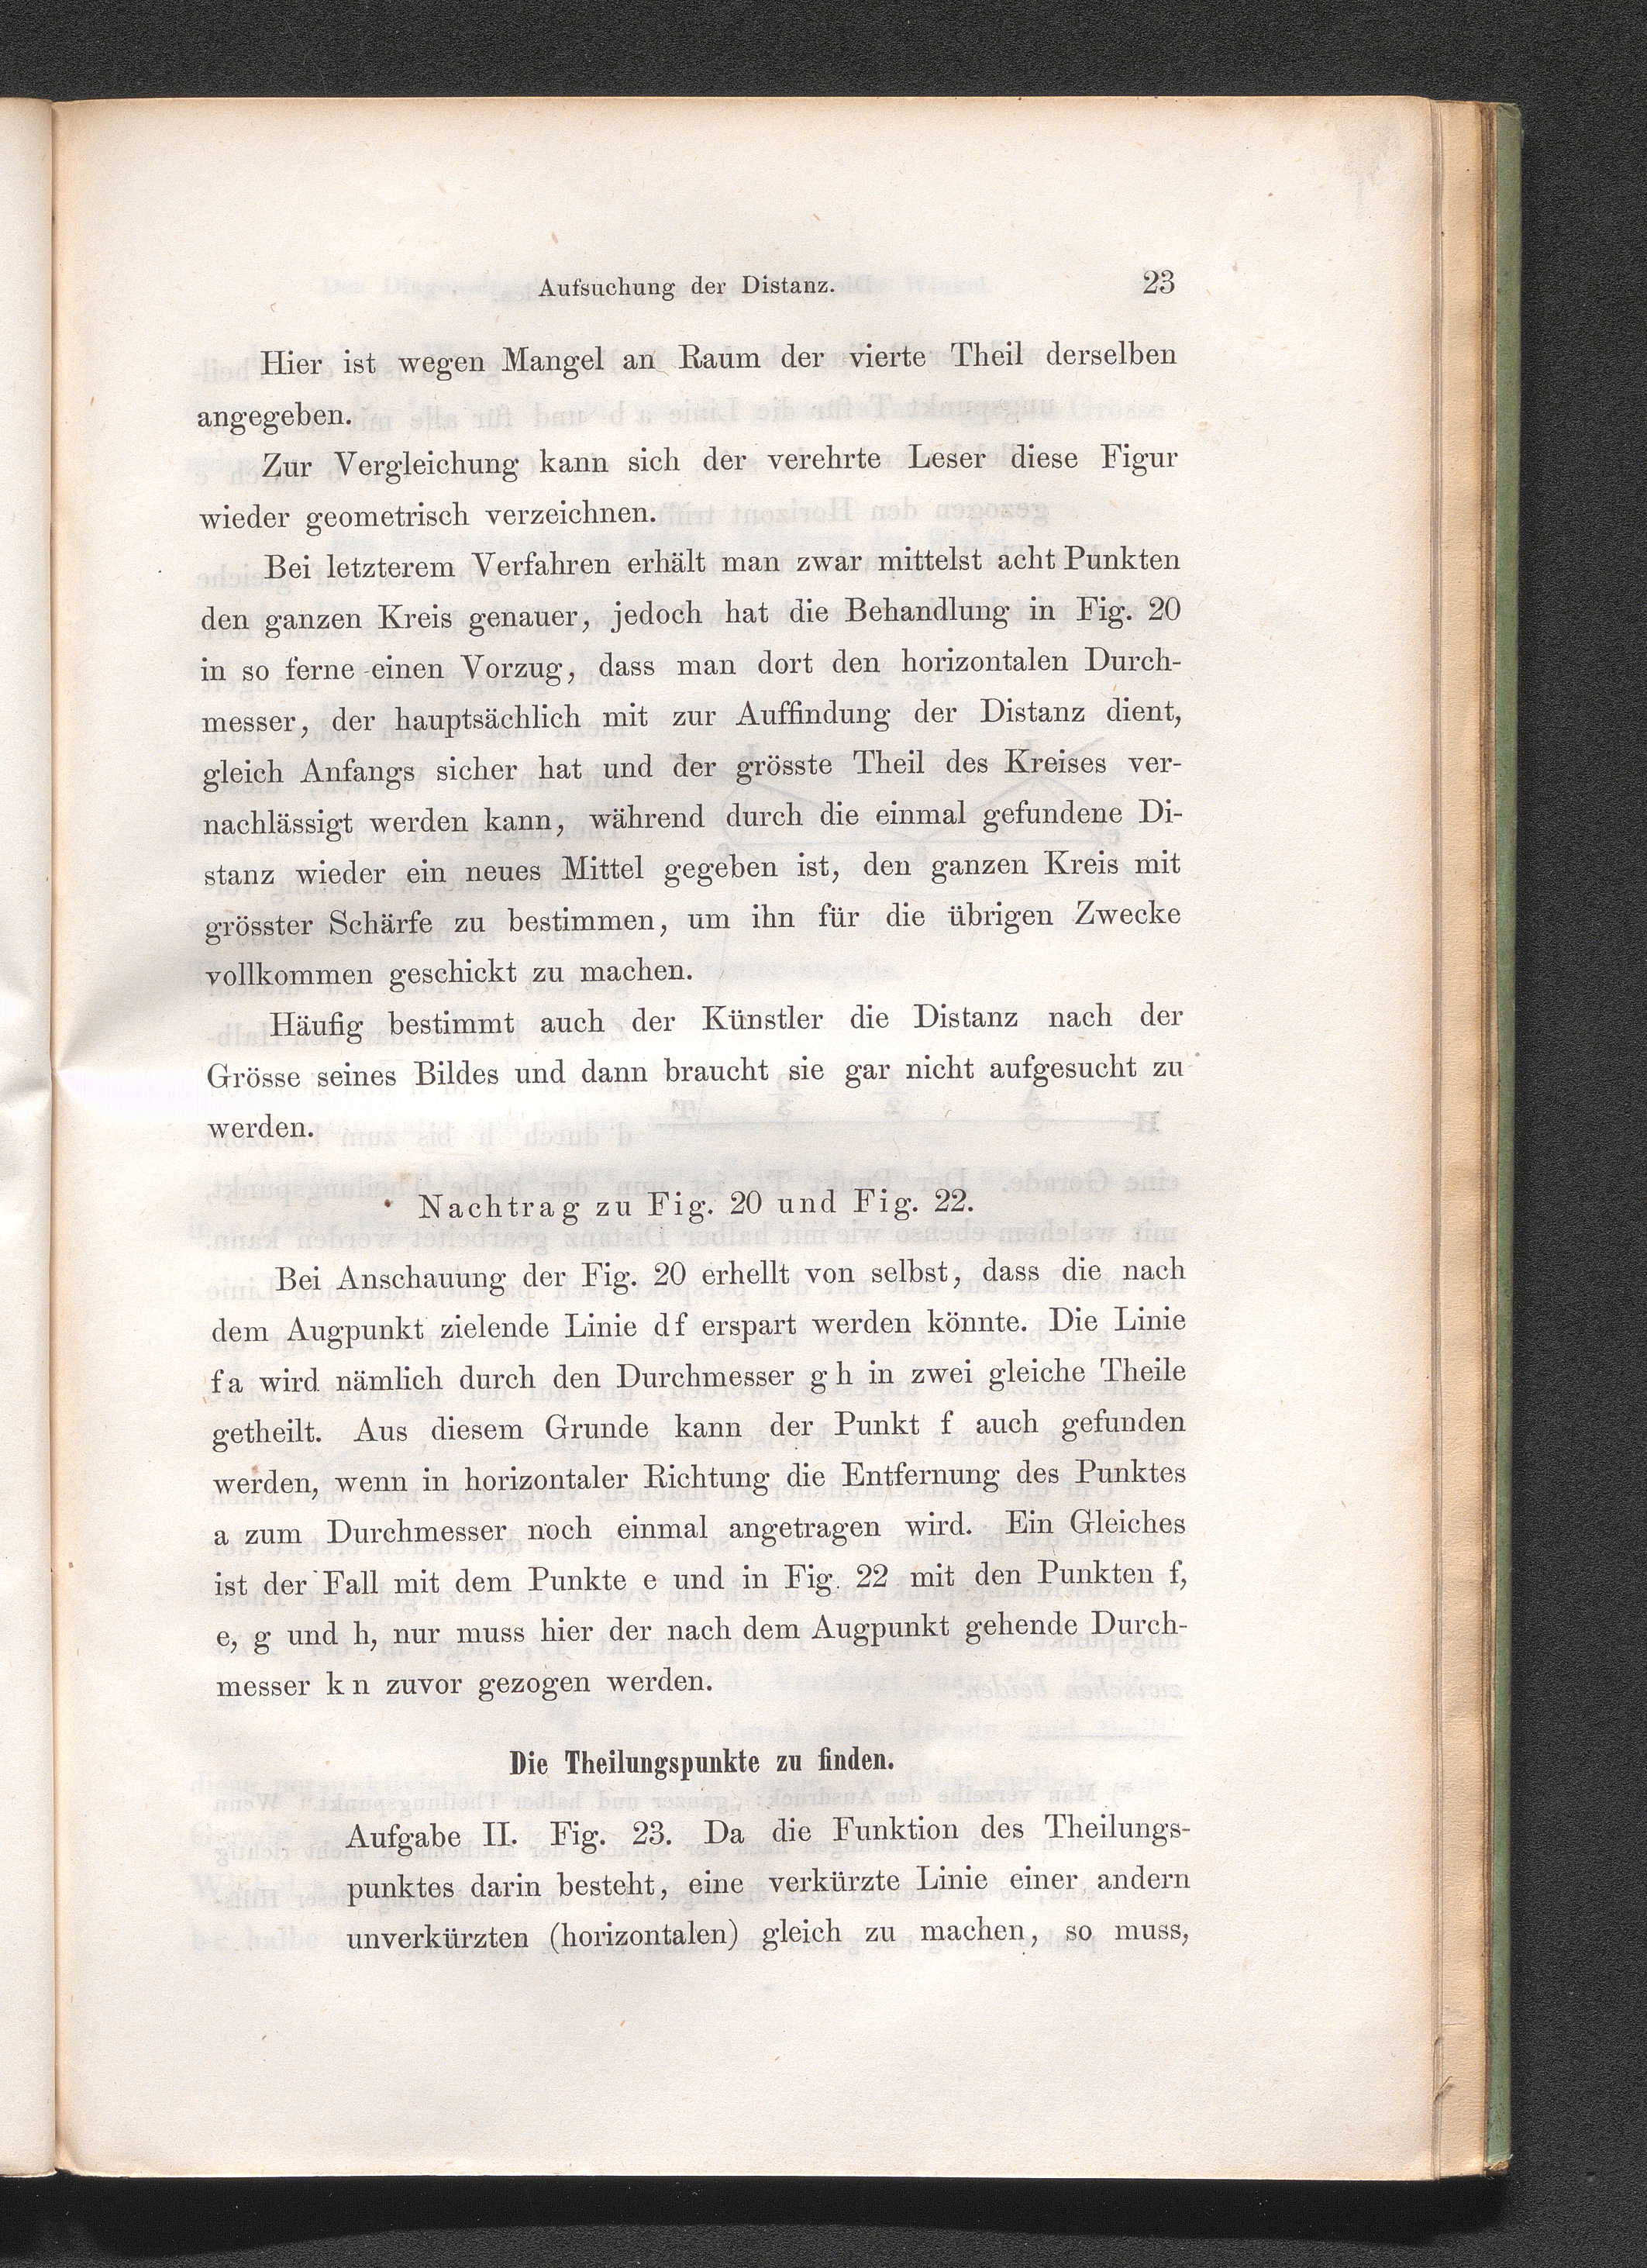 Aufsuchung der Distanz. 23
Hier ist wegen Mangel an Raum der vierte Theil derselben
angegeben.
Zur Vergleichung kann sich der verehrte Leser diese Figur
wieder geometrisch verzeichnen.
Bei letzterem Verfahren erhält man zwar mittelst acht Punkten
den ganzen Kreis genauer, jedoch hat die Behandlung in Fig. 20
in so ferne einen Vorzug, dass man dort den horizontalen Durch-
messer, der hauptsächlich mit zur Auffindung der Distanz dient,
gleich Anfangs sicher hat und der grösste Theil des Kreises ver-
nachlässigt werden kann, während durch die einmal gefundene Di-
stanz wieder ein neues Mittel gegeben ist, den ganzen Kreis mit
grösster Schärfe zu bestimmen, um ihn für die übrigen Zwecke
vollkommen geschickt zu machen.
Häufig bestimmt auch der Künstler die Distanz nach der
Grösse seines Bildes und dann braucht sie gar nicht aufgesucht zu
werden.
Nachtrag zu Fig. 20 und Fig. 22.
Bei Anschauung der Fig. 20 erhellt von selbst, dass die nach
dem Augpunkt zielende Linie d f erspart werden könnte. Die Linie
f a wird nämlich durch den Durchmesser g h in zwei gleiche Theile
getheilt. Aus diesem Grunde kann der Punkt f auch gefunden
werden, wenn in horizontaler Richtung die Entfernung des Punktes
a zum Durchmesser noch einmal angetragen wird. Ein Gleiches
ist der Fall mit dem Punkte e und in Fig. 22 mit den Punkten f,
e, g und h, nur muss hier der nach dem Augpunkt gehende Durch-
messer k n zuvor gezogen werden.
Die Theilungspunkte zu finden.
Aufgabe II. Fig. 23. Da die Funktion des Theilungs-
punktes darin besteht, eine verkürzte Linie einer andern
unverkürzten (horizontalen) gleich zu machen, so muss,